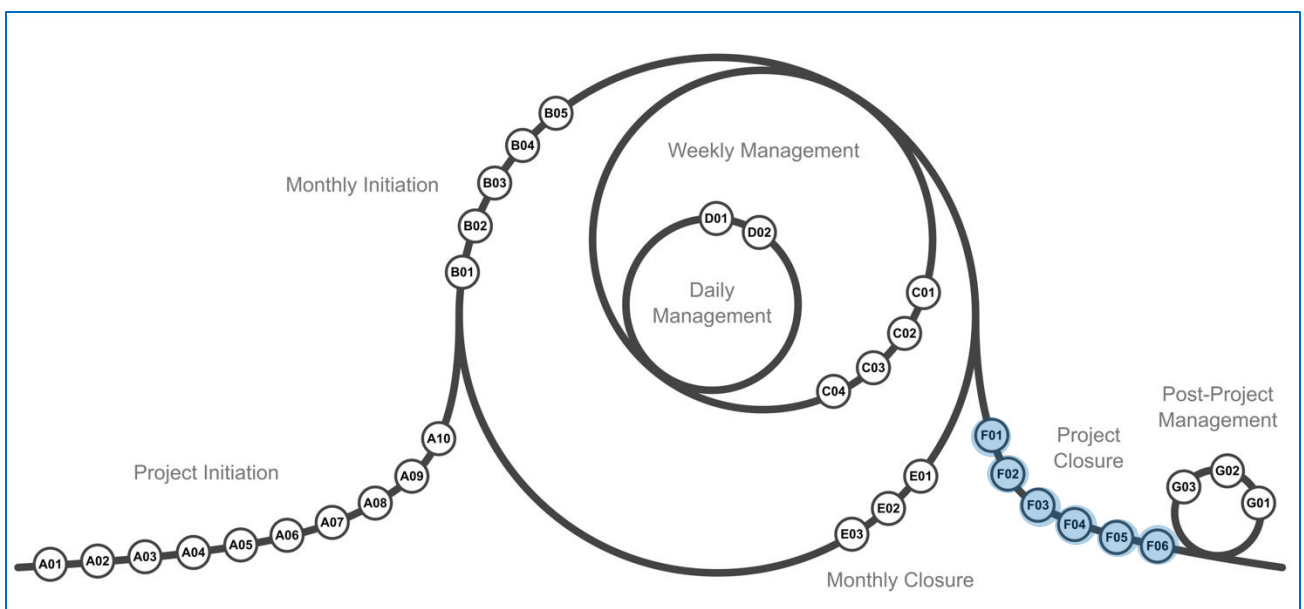 Project Initiation
A01
A02
A03
A04
A05
A06
A07
A08
A09
A10
Monthly Initiation
B01
B02
B03
B04
B05
Weekly Management
C01
C02
C03
C04
Daily
Management
D01
D02
Monthly Closure
E01
E02
E03
Project
Closure
F01
F02
F03
F04
F05
F06
Post-Project
Management
G01
G02
G03